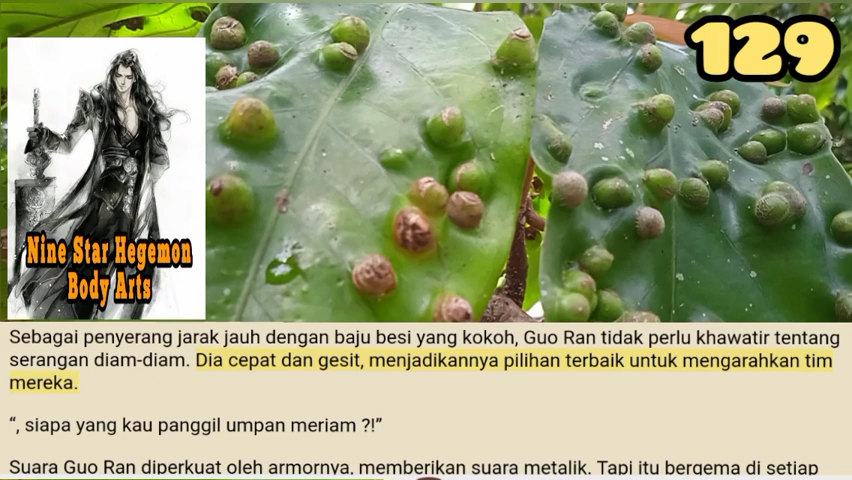 129
Nine Star Hegemon
Body Arts
Sebagai penyerang jarak jauh dengan baju besi yang kokoh, Guo Ran tidak perlu khawatir tentang
serangan diam-diam. Dia cepat dan gesit, menjadikannya pilihan terbaik untuk mengarahkan tim
mereka.
“, siapa yang kau panggil umpan meriam ?!”
Suara Guo Ran diperkuat oleh armornya, memberikan suara metalik. Tapi itu bergema di setiap